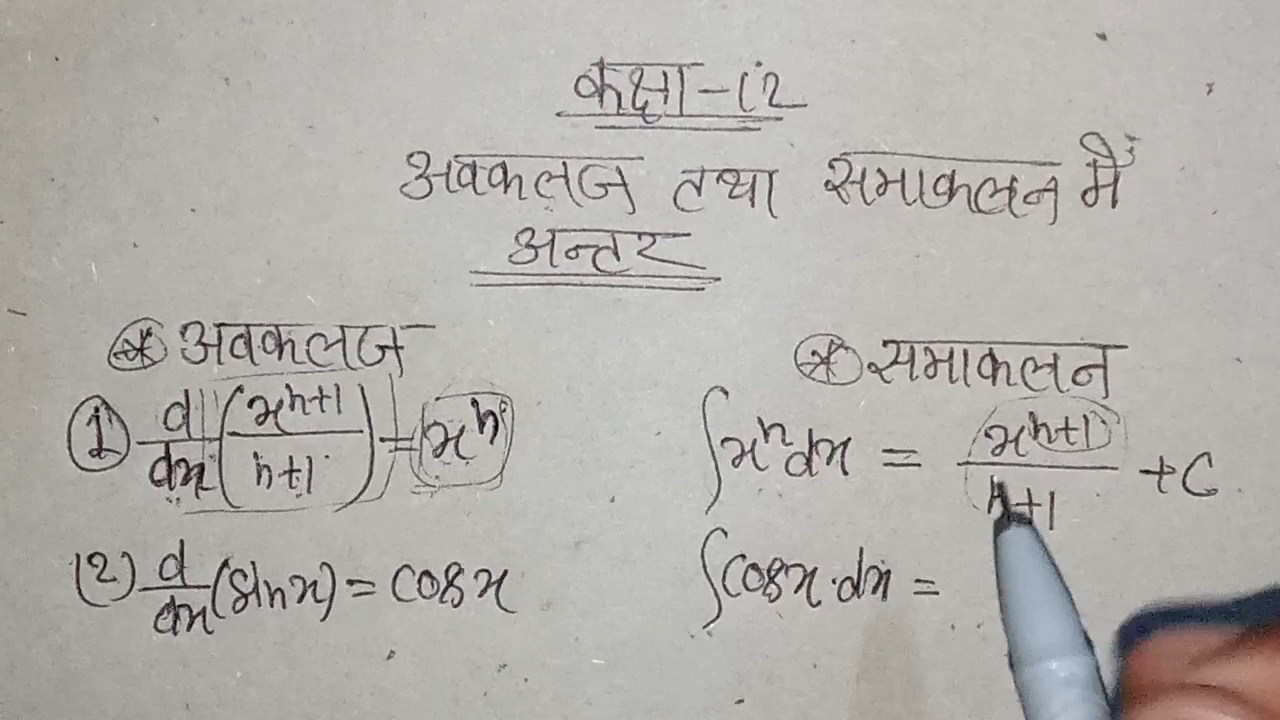 कक्षा-12
अवकलज तथा समाकलन में
अन्तर
* अवकलज
(1) d/dx (x^(n+1)/(n+1)) = x^n
(2) d/dx (sin x) = cos x
* समाकलन
∫x^n dx = x^(n+1)/(n+1) + C
∫cos x · dx =